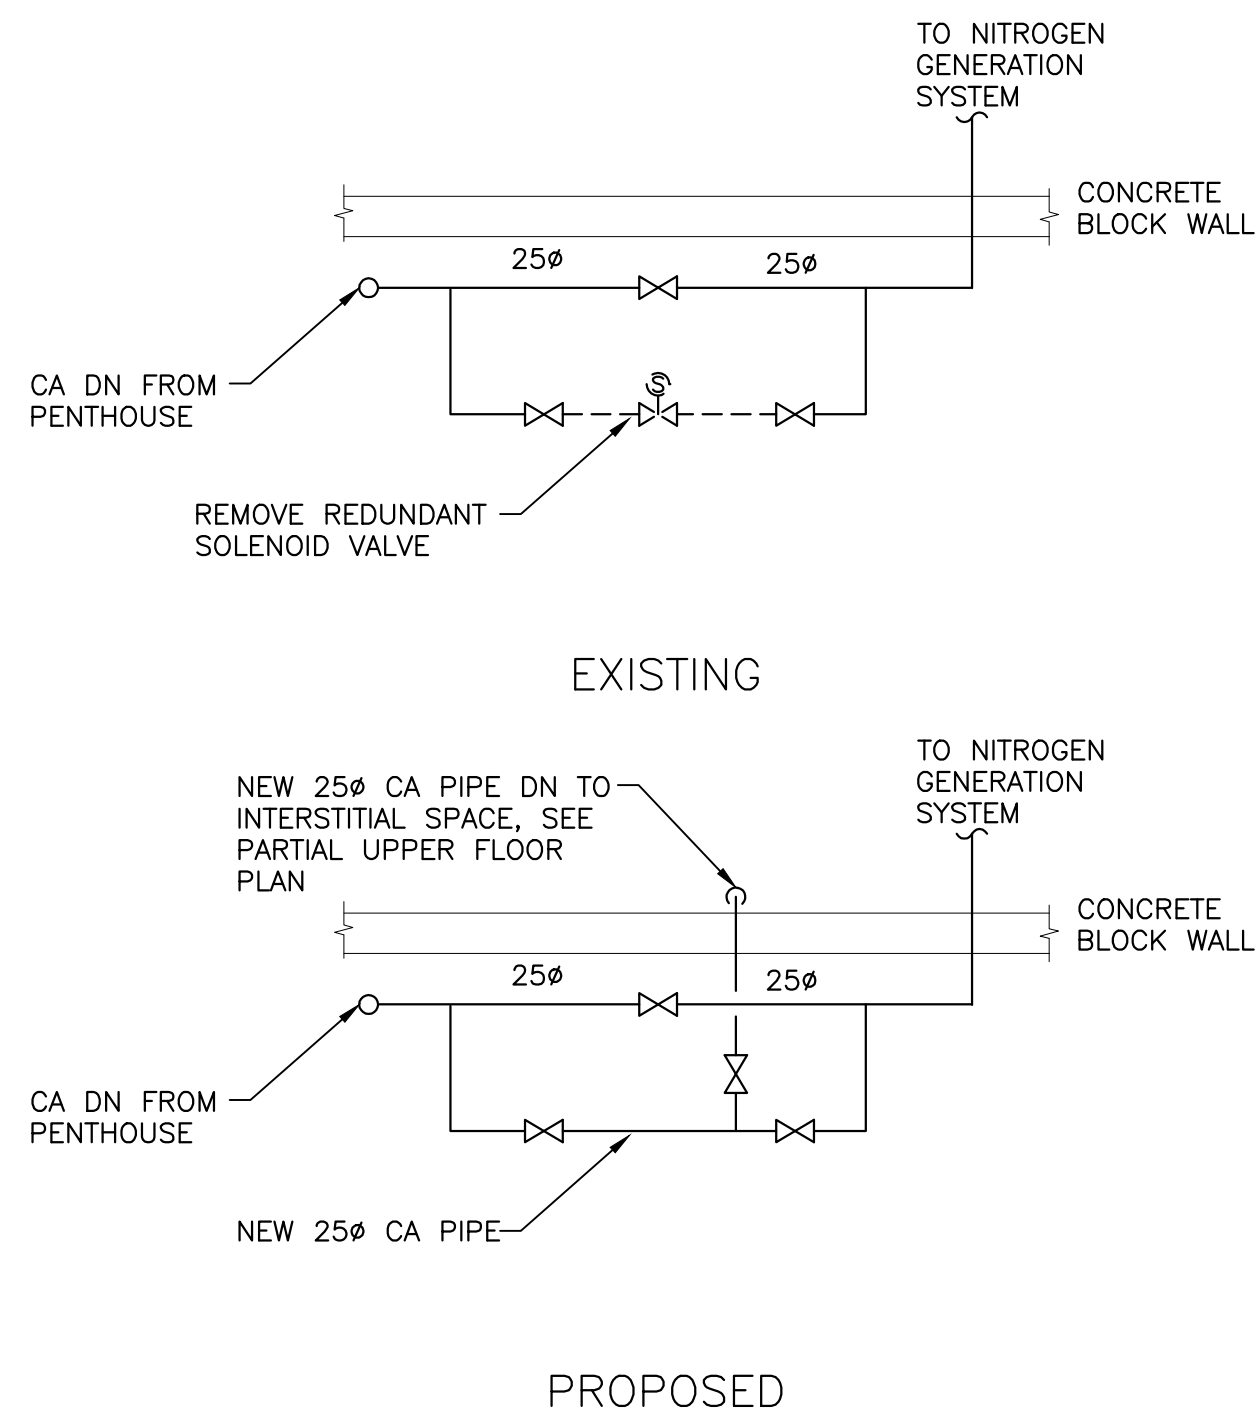 TO NITROGEN
GENERATION
SYSTEM
CONCRETE
BLOCK WALL
25ø
25ø
CA DN FROM
PENTHOUSE
S
REMOVE REDUNDANT
SOLENOID VALVE
EXISTING
TO NITROGEN
GENERATION
SYSTEM
NEW 25ø CA PIPE DN TO
INTERSTITIAL SPACE, SEE
PARTIAL UPPER FLOOR
PLAN
CONCRETE
BLOCK WALL
25ø
25ø
CA DN FROM
PENTHOUSE
NEW 25ø CA PIPE
PROPOSED